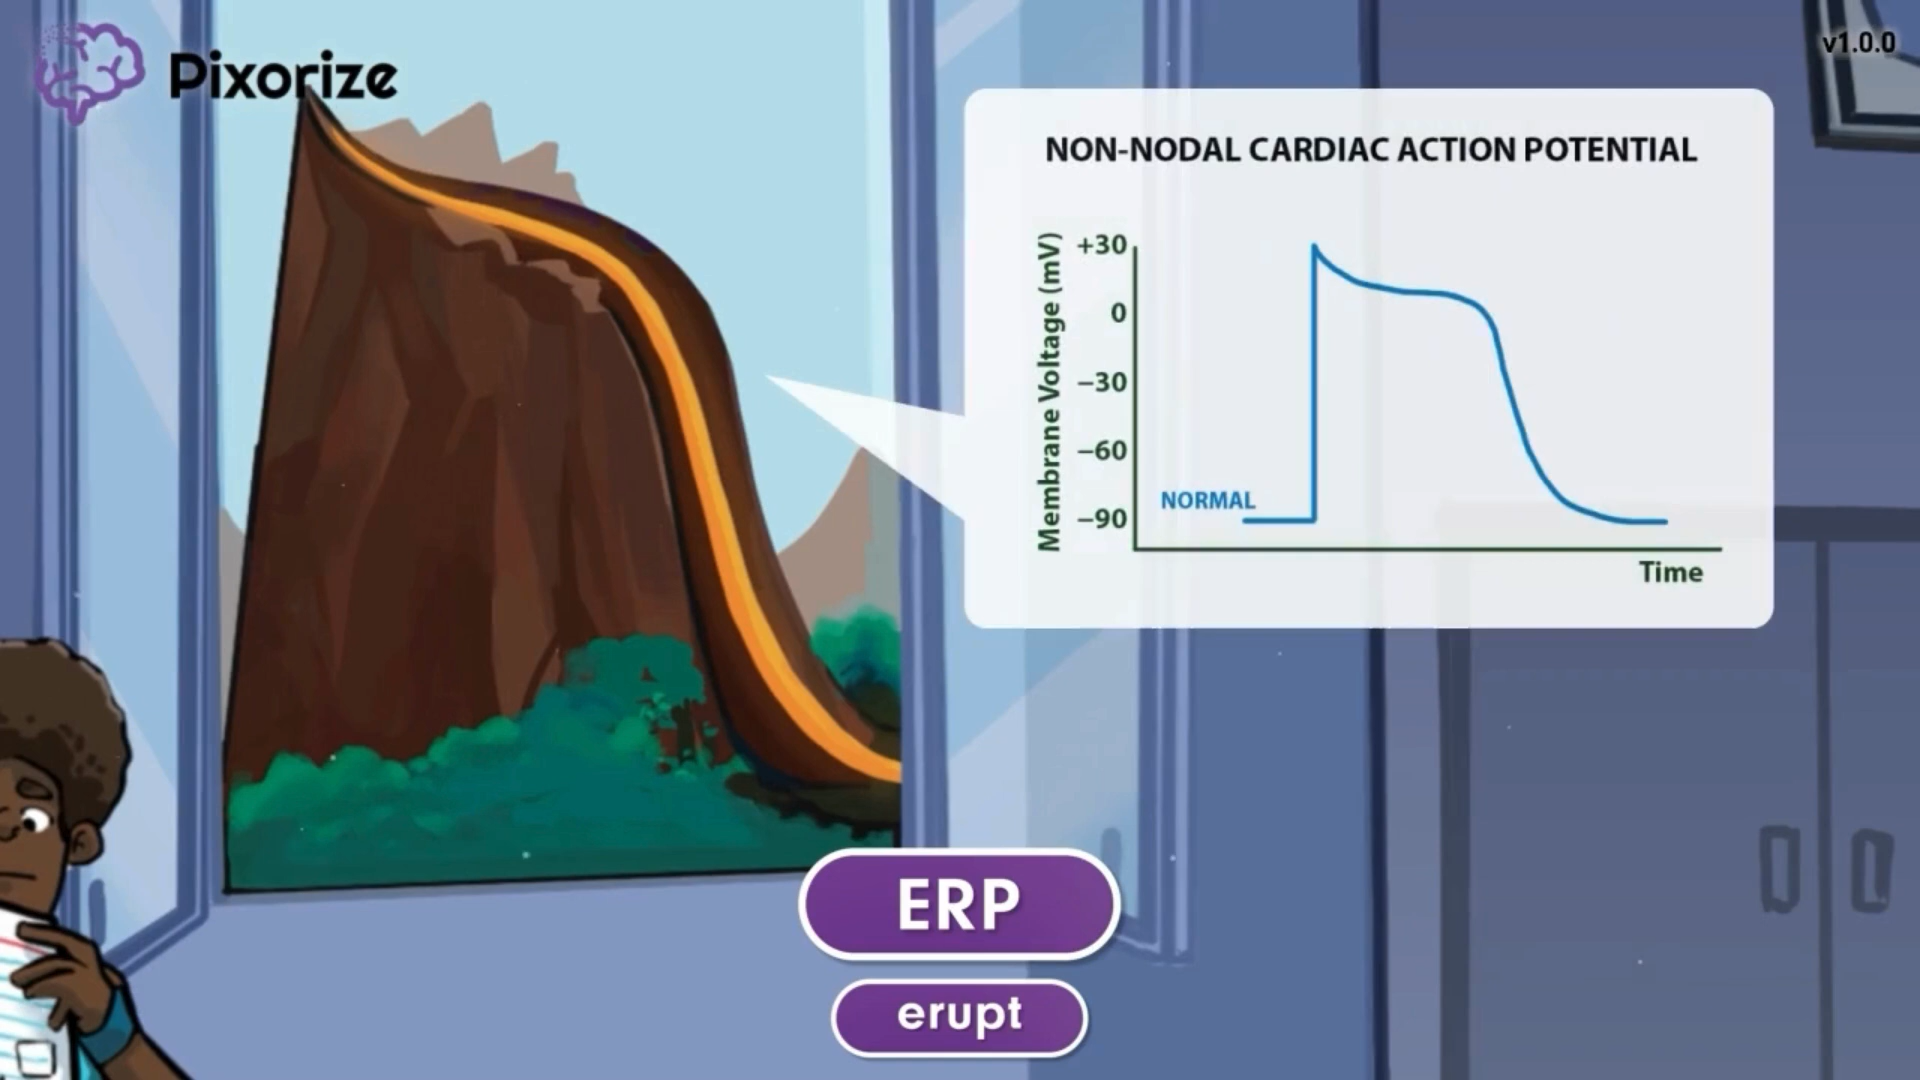 Pixorize
v1.0.0
NON-NODAL CARDIAC ACTION POTENTIAL
Membrane Voltage (mV)
+30
0
−30
−60
−90
NORMAL
Time
ERP
erupt